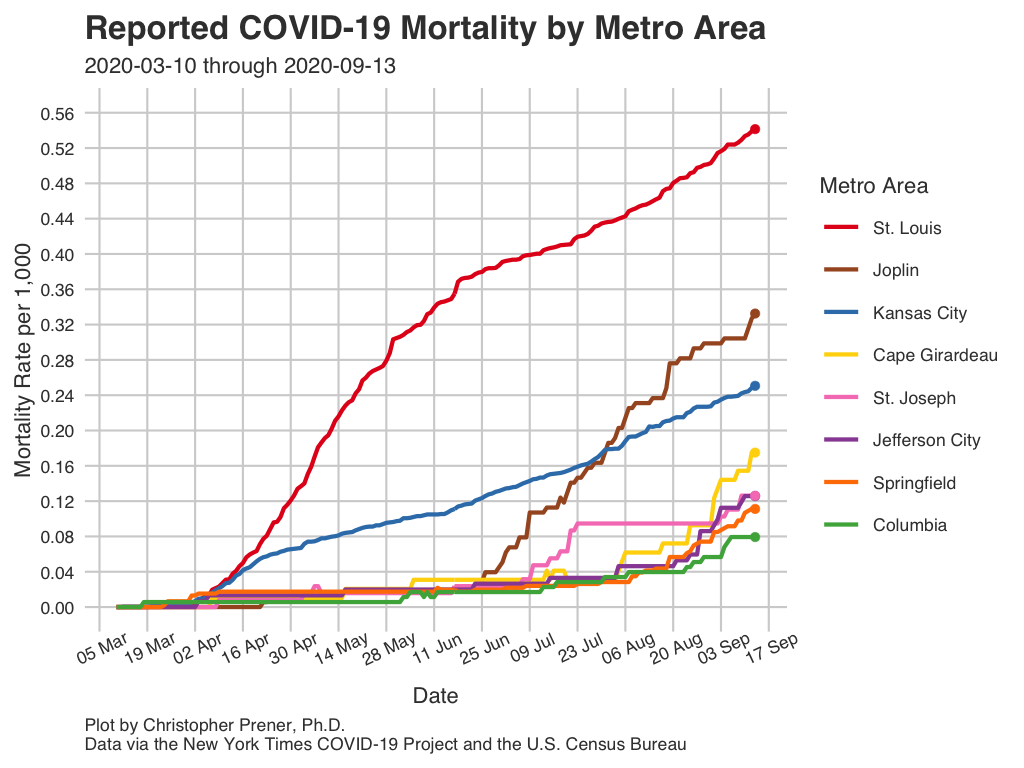 Reported COVID-19 Mortality by Metro Area
2020-03-10 through 2020-09-13
Mortality Rate per 1,000
0.56
0.52
0.48
0.44
0.40
0.36
0.32
0.28
0.24
0.20
0.16
0.12
0.08
0.04
0.00
05 Mar
19 Mar
02 Apr
16 Apr
30 Apr
14 May
28 May
11 Jun
25 Jun
09 Jul
23 Jul
06 Aug
20 Aug
03 Sep
17 Sep
Date
Metro Area
St. Louis
Joplin
Kansas City
Cape Girardeau
St. Joseph
Jefferson City
Springfield
Columbia
Plot by Christopher Prener, Ph.D.
Data via the New York Times COVID-19 Project and the U.S. Census Bureau